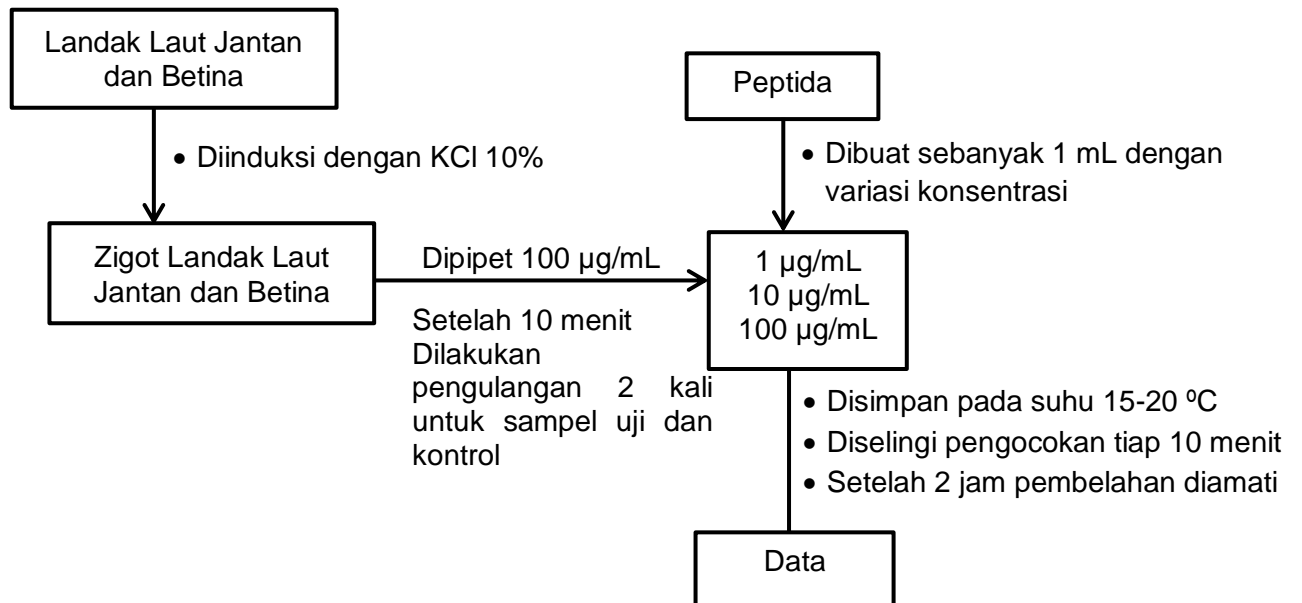 Landak Laut Jantan
dan Betina
• Diinduksi dengan KCl 10%
Zigot Landak Laut
Jantan dan Betina
Dipipet 100 µg/mL
Setelah 10 menit
Dilakukan
pengulangan 2 kali
untuk sampel uji dan
kontrol
Peptida
• Dibuat sebanyak 1 mL dengan
variasi konsentrasi
1 µg/mL
10 µg/mL
100 µg/mL
• Disimpan pada suhu 15-20 ºC
• Diselingi pengocokan tiap 10 menit
• Setelah 2 jam pembelahan diamati
Data